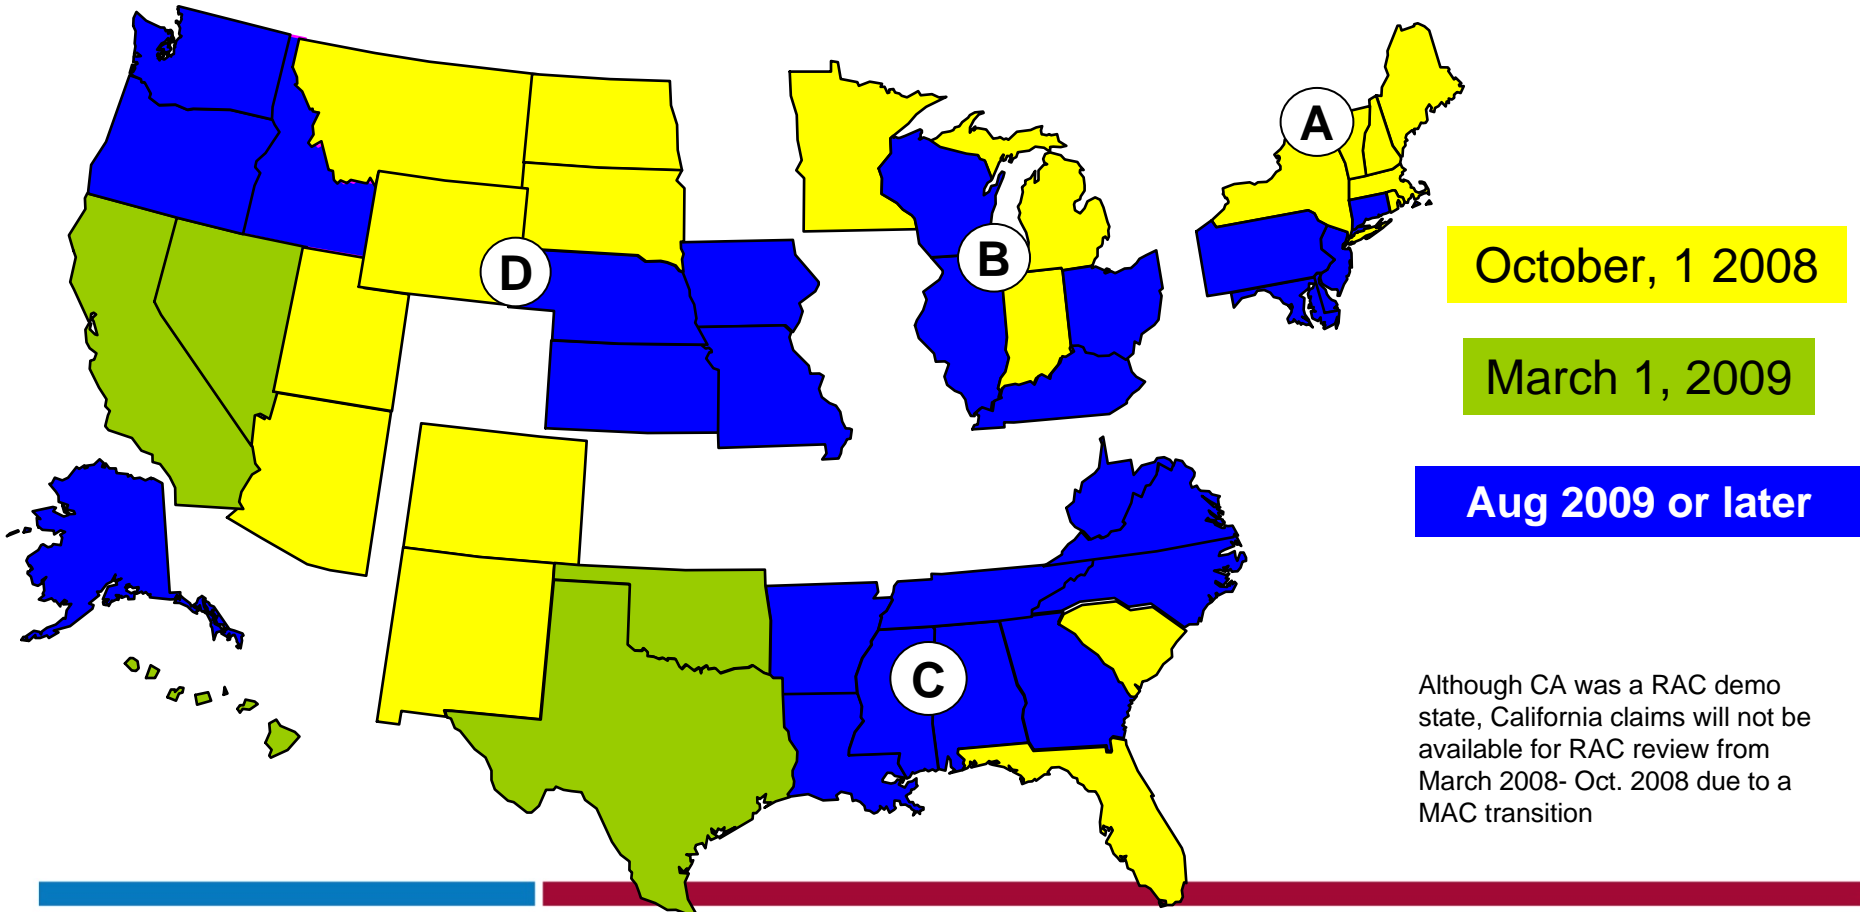 A
B
D
C
October, 1 2008
March 1, 2009
Aug 2009 or later
Although CA was a RAC demo
state, California claims will not be
available for RAC review from
March 2008- Oct. 2008 due to a
MAC transition